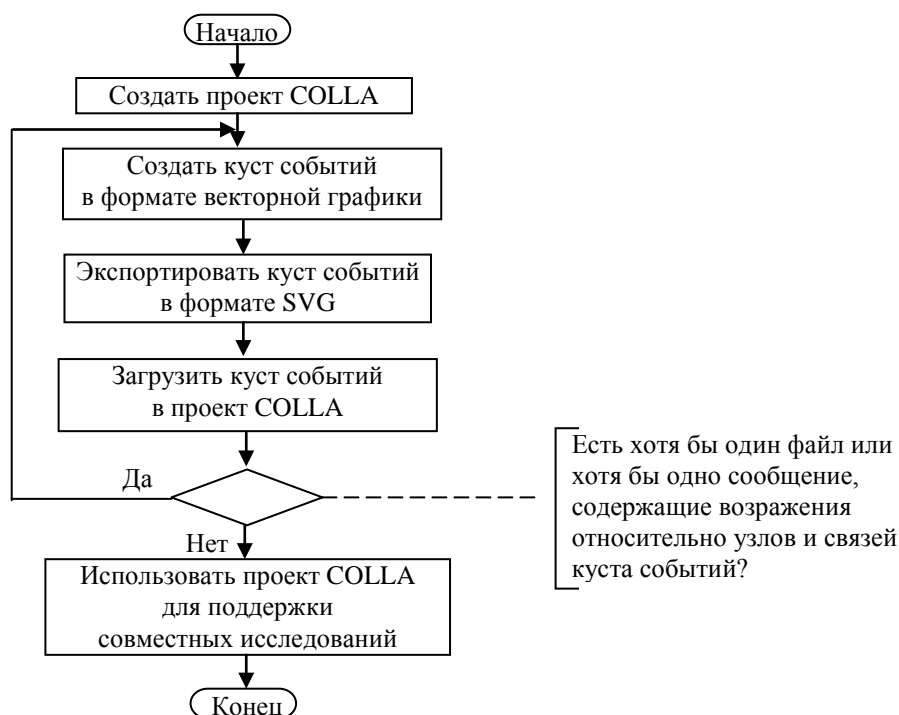 Начало
Создать проект COLLA
Создать куст событий
в формате векторной графики
Экспортировать куст событий
в формате SVG
Загрузить куст событий
в проект COLLA
Да
Есть хотя бы один файл или
хотя бы одно сообщение,
содержащие возражения
относительно узлов и связей
куста событий?
Нет
Использовать проект COLLA
для поддержки
совместных исследований
Конец